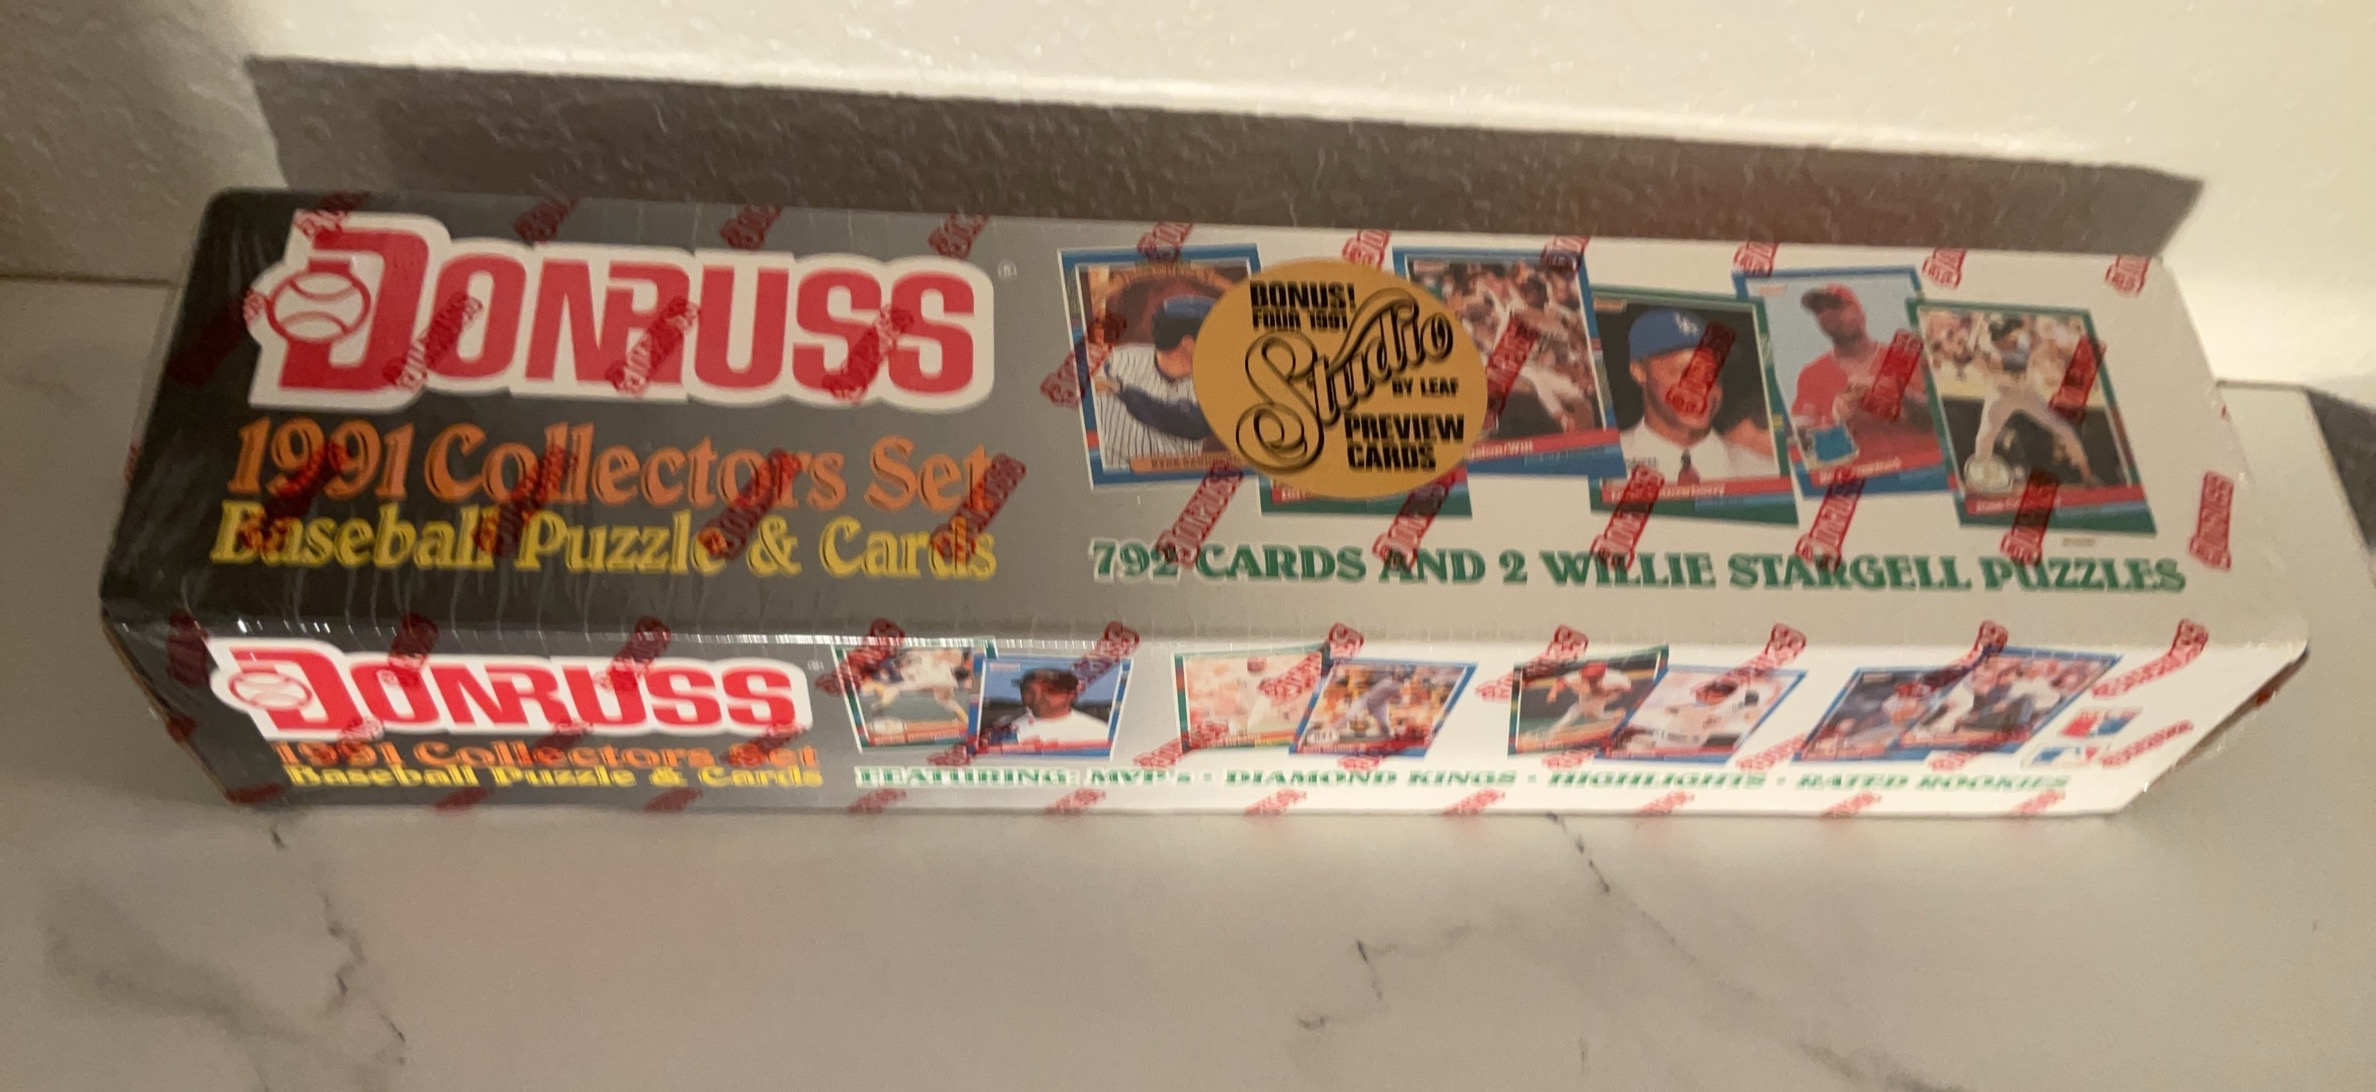 DONRUSS®
1991 Collectors Set
Baseball Puzzle & Cards
BONUS!
FOUR 1991
Studio
BY LEAF
PREVIEW
CARDS
792 CARDS AND 2 WILLIE STARGELL PUZZLES
DONRUSS®
1991 Collectors Set
Baseball Puzzle & Cards
FEATURING: MVP's · DIAMOND KINGS · HIGHLIGHTS · RATED ROOKIES